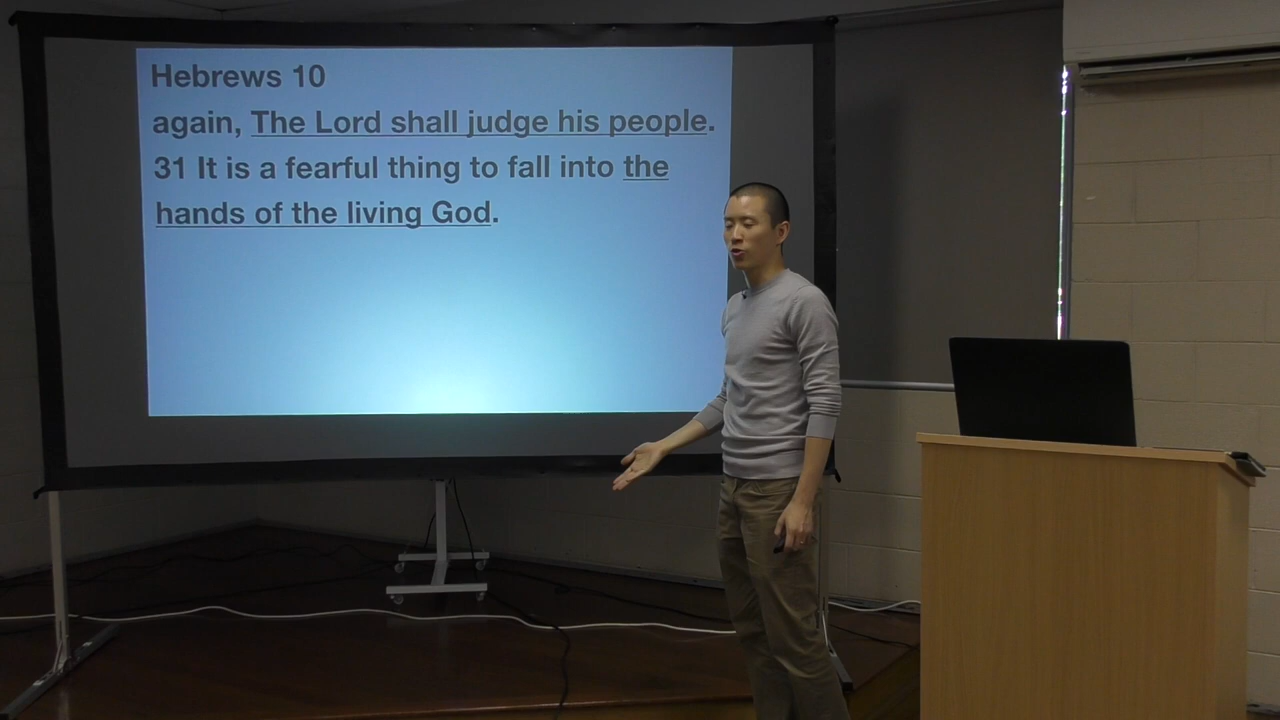 Hebrews 10
again, The Lord shall judge his people.
31 It is a fearful thing to fall into the
hands of the living God.